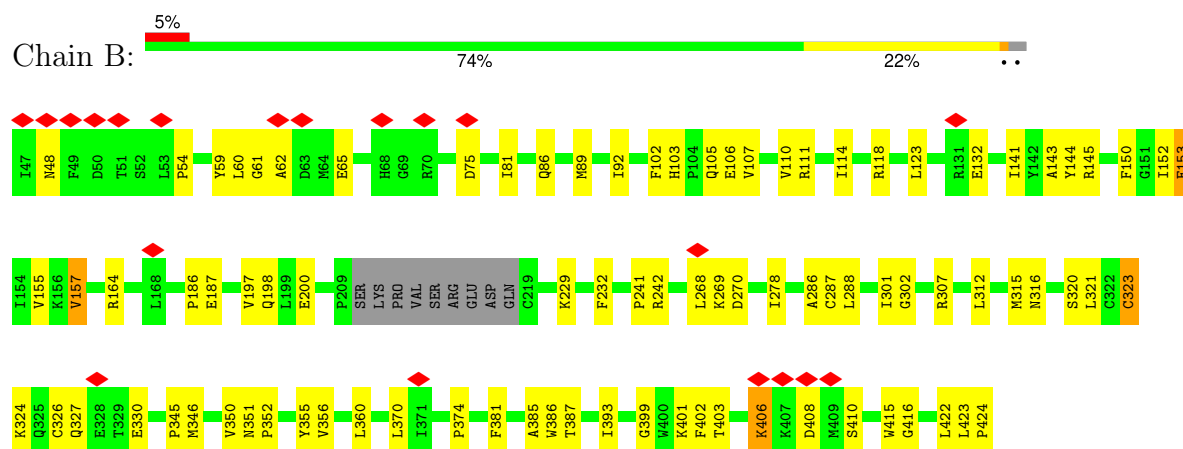 5%
Chain B:
74% 22% • •
I47 N48 F49 D50 T51 S52 L53 P54 Y59 L60 G61 A62 D63 M64 E65 H68 G69 R70 D75 I81 Q86 M89 I92 F102 H103 P104 Q105 E106 V107 V110 R111 I114 R118 L123 R131 E132 I141 Y142 A143 Y144 R145 F150 G151 I152 E153
I154 V155 K156 V157 R164 L168 P186 E187 V197 Q198 L199 E200 P209 SER LYS PRO VAL SER ARG GLU ASP GLN C219 K229 F232 P241 R242 L268 K269 D270 I278 A286 C287 L288 I301 G302 R307 L312 M315 N316 S320 L321 C322 C323
K324 Q325 C326 Q327 E328 T329 E330 P345 M346 V350 N351 P352 Y355 V356 L360 L370 I371 P374 F381 A385 W386 T387 I393 G399 W400 K401 F402 T403 K406 K407 D408 M409 S410 W415 G416 L422 L423 P424